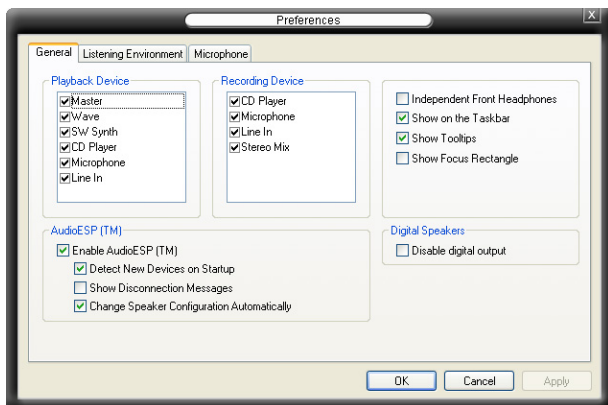 Preferences
X
General
Listening Environment
Microphone
Playback Device
Master
Wave
SW Synth
CD Player
Microphone
Line In
Recording Device
CD Player
Microphone
Line In
Stereo Mix
Independent Front Headphones
Show on the Taskbar
Show Tooltips
Show Focus Rectangle
AudioESP (TM)
Enable AudioESP (TM)
Detect New Devices on Startup
Show Disconnection Messages
Change Speaker Configuration Automatically
Digital Speakers
Disable digital output
OK
Cancel
Apply